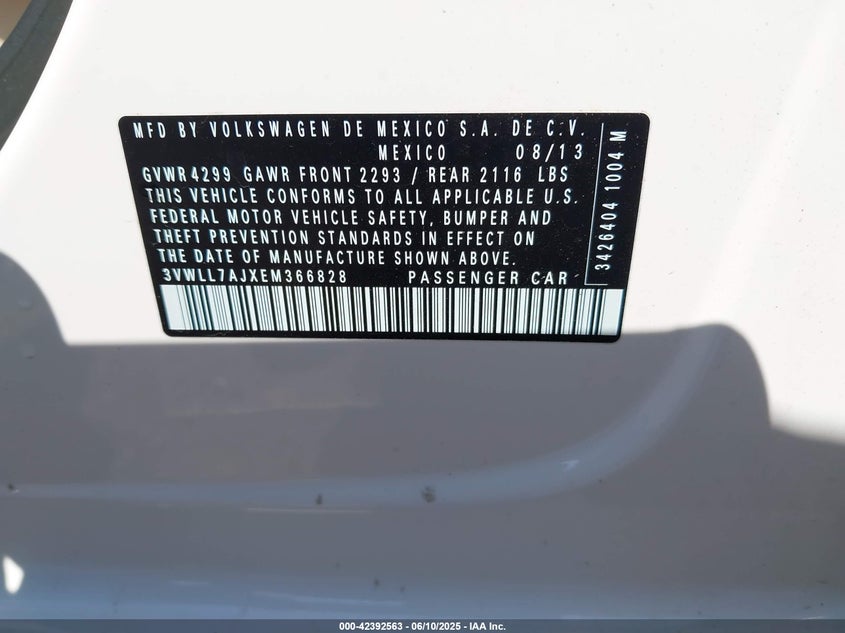 MFD BY VOLKSWAGEN DE MEXICO S.A. DE C.V.
MEXICO 08/13
GVWR 4299 GAWR FRONT 2293 / REAR 2116 LBS
THIS VEHICLE CONFORMS TO ALL APPLICABLE U.S.
FEDERAL MOTOR VEHICLE SAFETY, BUMPER AND
THEFT PREVENTION STANDARDS IN EFFECT ON
THE DATE OF MANUFACTURE SHOWN ABOVE.
3VWLL7AJXEM366828 PASSENGER CAR
3426404 1004 M
000-42392563 - 06/10/2025 - IAA Inc.